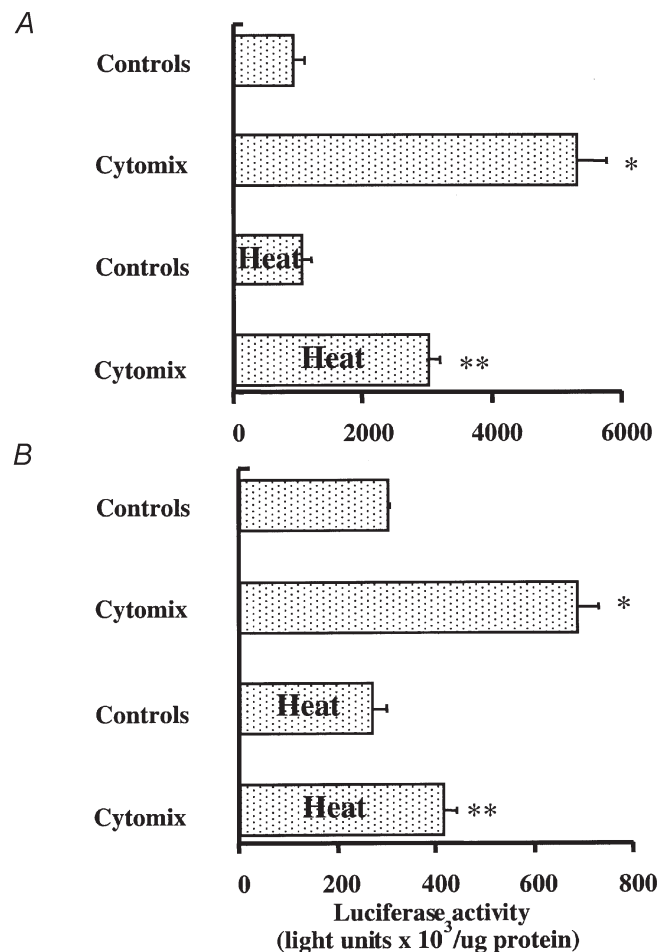 A
Controls
Cytomix
*
Controls
Heat
Cytomix
Heat
**
0 2000 4000 6000
B
Controls
Cytomix
*
Controls
Heat
Cytomix
Heat
**
0 200 400 600 800
Luciferase activity
(light units x 10³/ug protein)